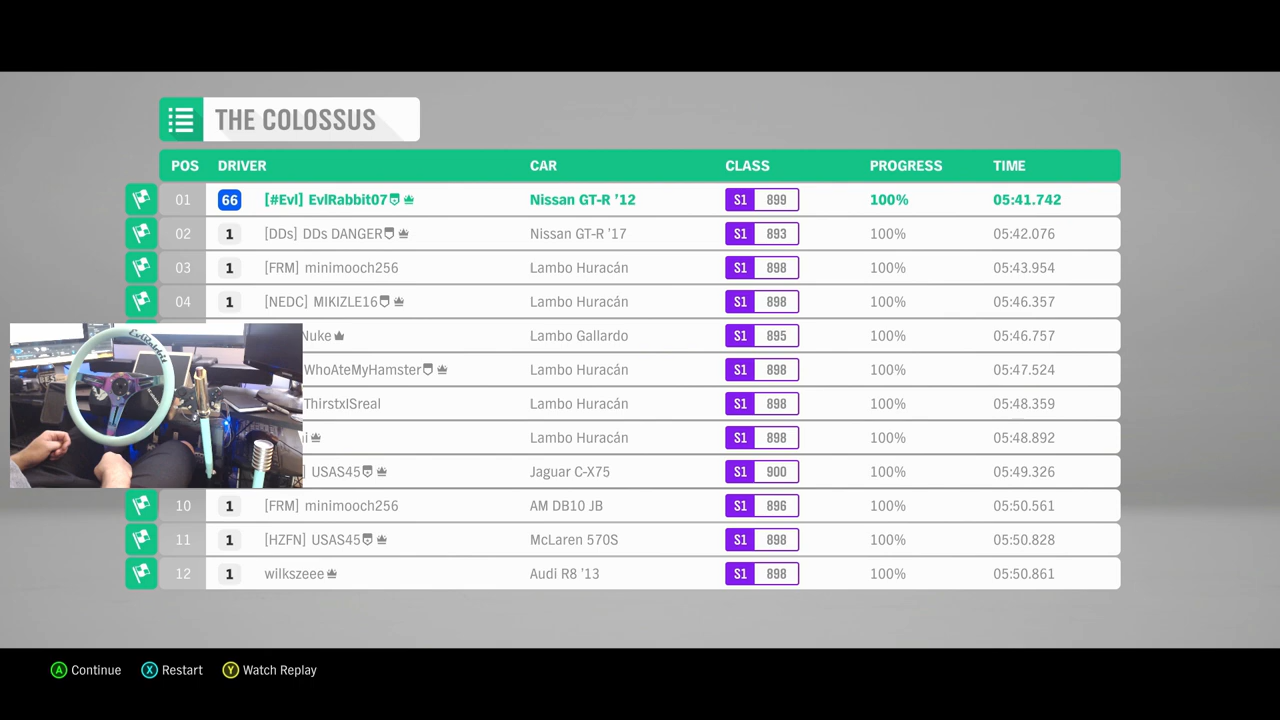 THE COLOSSUS
POS DRIVER CAR CLASS PROGRESS TIME
01 66 [#Evl] EvlRabbit07 Nissan GT-R '12 S1 899 100% 05:41.742
02 1 [DDs] DDs DANGER Nissan GT-R '17 S1 893 100% 05:42.076
03 1 [FRM] minimooch256 Lambo Huracán S1 898 100% 05:43.954
04 1 [NEDC] MIKIZLE16 Lambo Huracán S1 898 100% 05:46.357
Nuke Lambo Gallardo S1 895 100% 05:46.757
WhoAteMyHamster Lambo Huracán S1 898 100% 05:47.524
ThirstxISreal Lambo Huracán S1 898 100% 05:48.359
Lambo Huracán S1 898 100% 05:48.892
] USAS45 Jaguar C-X75 S1 900 100% 05:49.326
10 1 [FRM] minimooch256 AM DB10 JB S1 896 100% 05:50.561
11 1 [HZFN] USAS45 McLaren 570S S1 898 100% 05:50.828
12 1 wilkszeee Audi R8 '13 S1 898 100% 05:50.861
EvlRabbit
A Continue X Restart Y Watch Replay